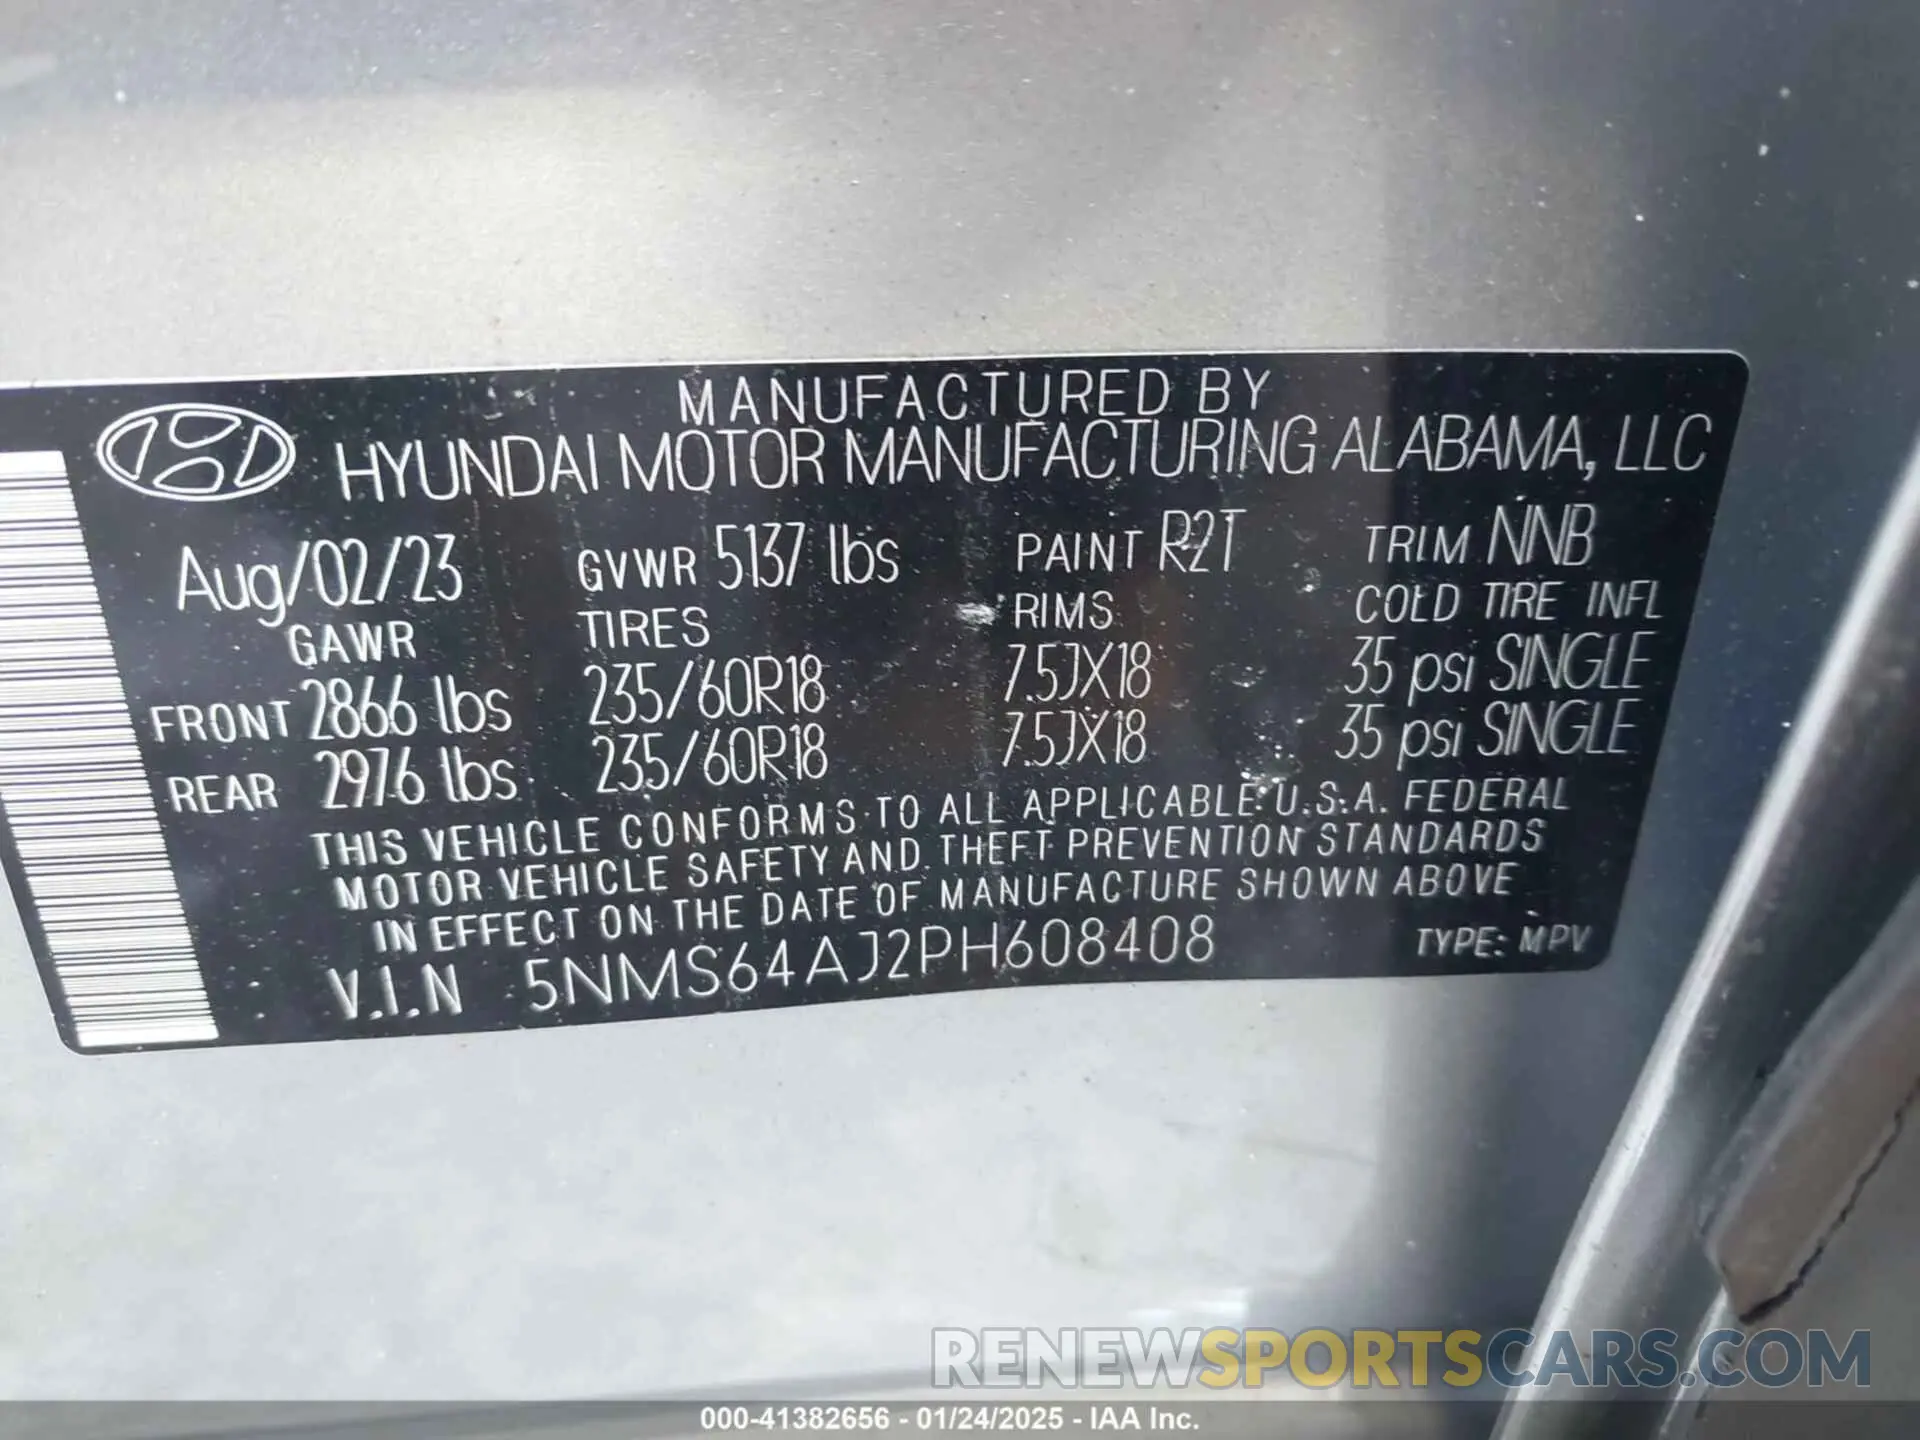 MANUFACTURED BY
HYUNDAI MOTOR MANUFACTURING ALABAMA, LLC
Aug/02/23 GVWR 5137 lbs PAINT R2T TRIM NNB
GAWR TIRES RIMS COLD TIRE INFL
FRONT 2866 lbs 235/60R18 7.5JX18 35 psi SINGLE
REAR 2976 lbs 235/60R18 7.5JX18 35 psi SINGLE
THIS VEHICLE CONFORMS TO ALL APPLICABLE U.S.A. FEDERAL
MOTOR VEHICLE SAFETY AND THEFT PREVENTION STANDARDS
IN EFFECT ON THE DATE OF MANUFACTURE SHOWN ABOVE
V.I.N 5NMS64AJ2PH608408 TYPE: MPV
RENEWSPORTSCARS.COM
000-41382656 - 01/24/2025 - IAA Inc.